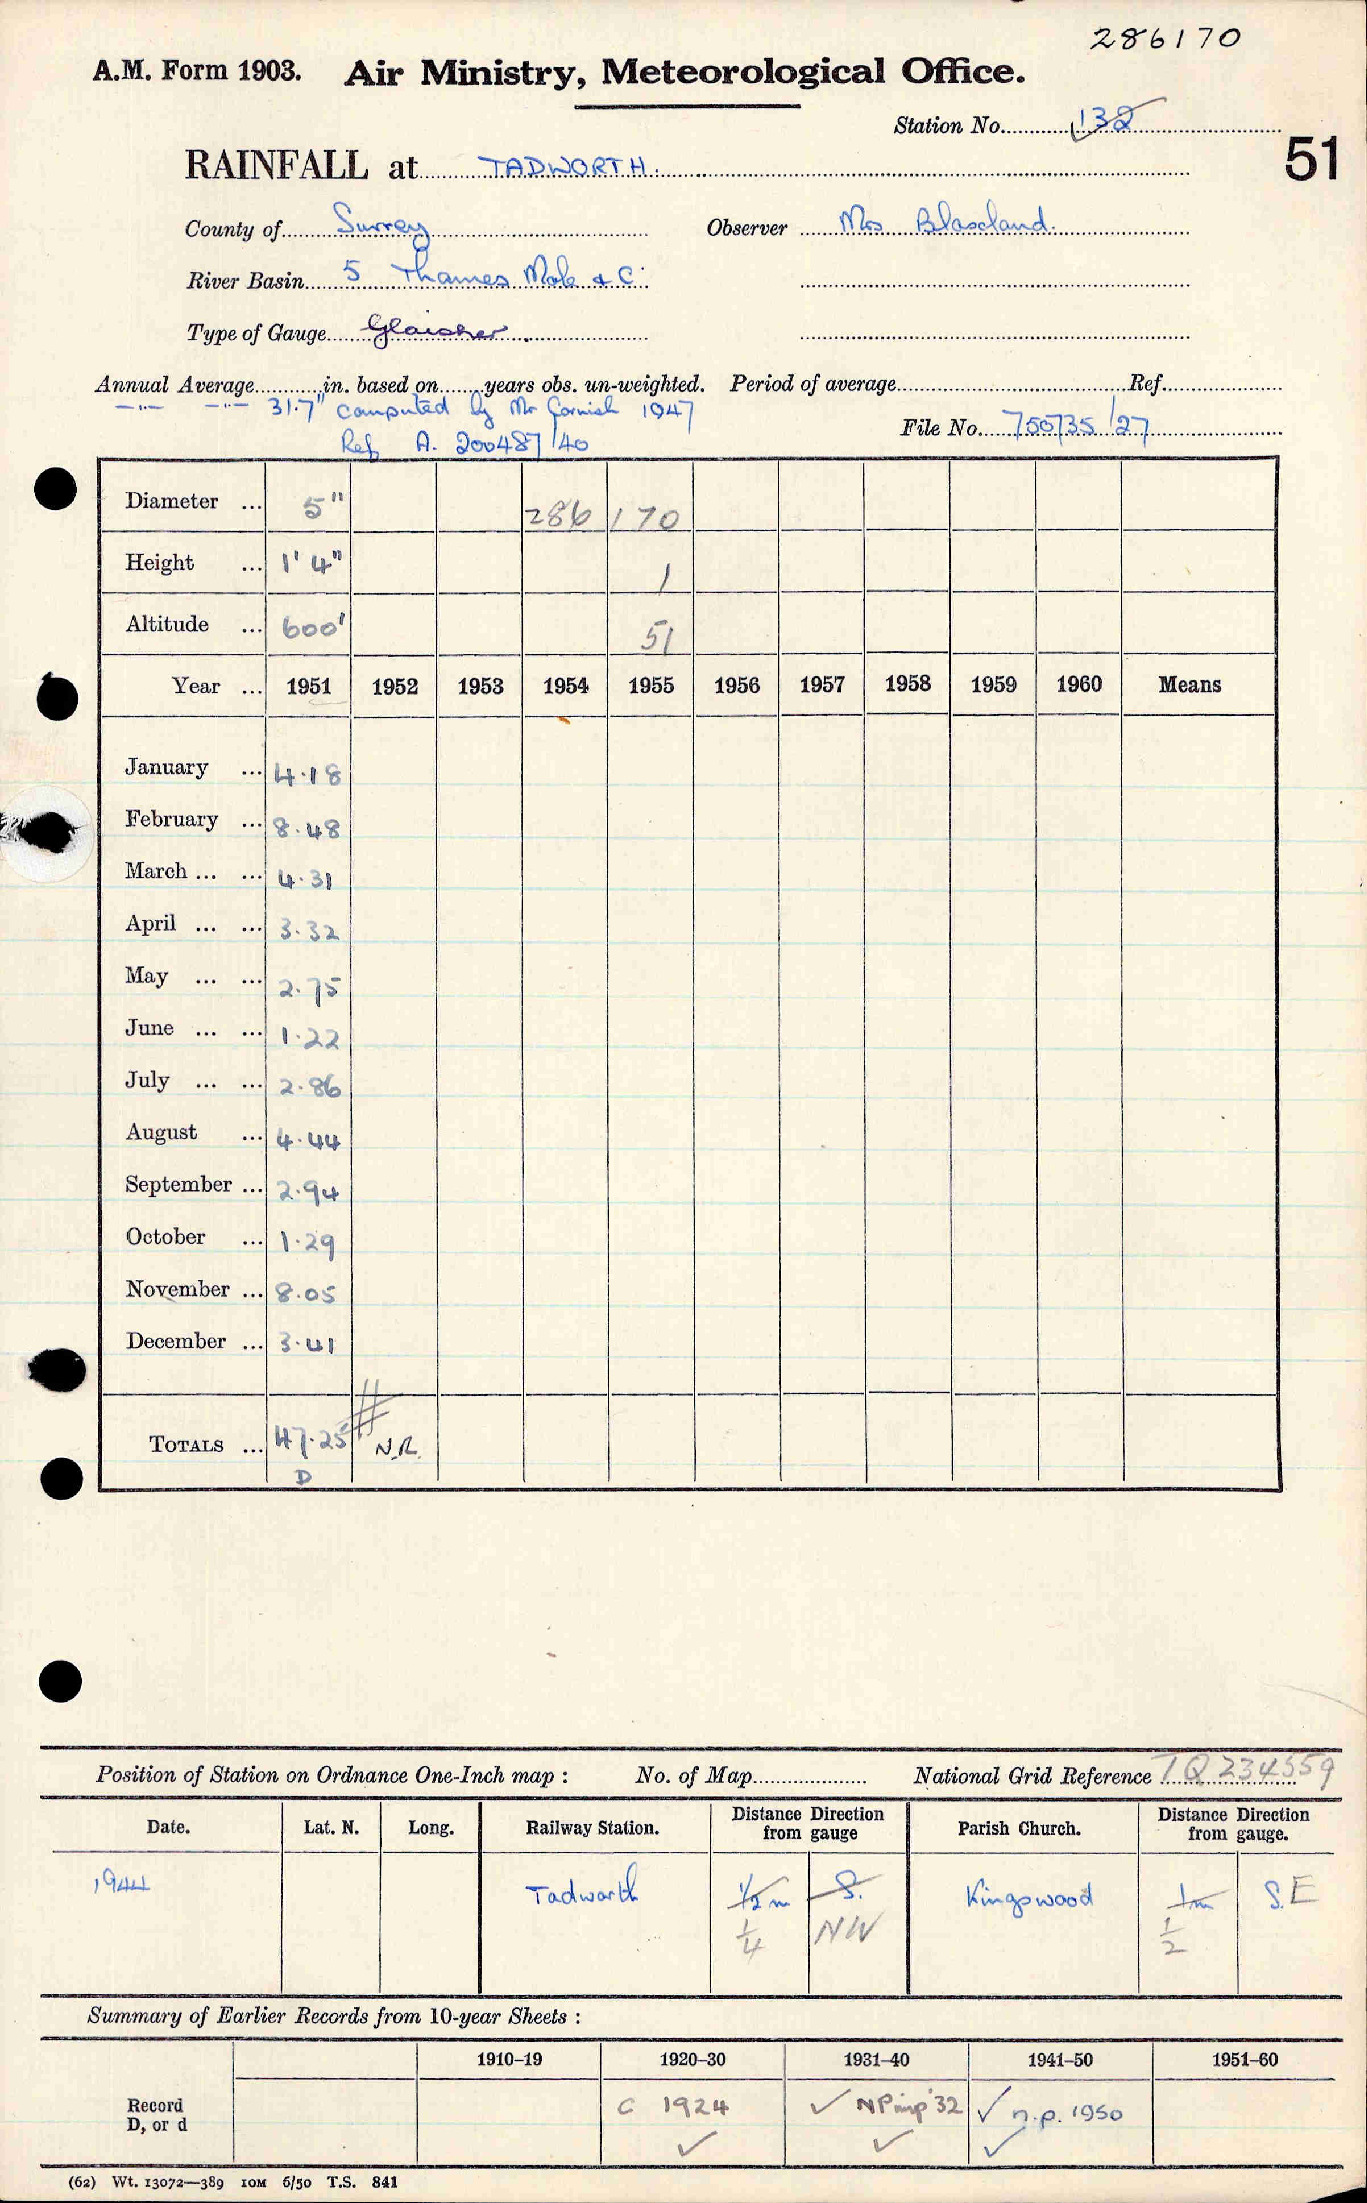 286170
A.M. Form 1903. Air Ministry, Meteorological Office.
Station No. 132
51
RAINFALL at TADWORTH.
County of Surrey Observer Mrs Blaxland.
River Basin 5 Thames Mole & C
Type of Gauge Glaisher
Annual Average............in. based on........years obs. un-weighted. Period of average............ Ref............
—"— —"— 31.7" computed by Mr Cornish 1947
File No. 750735/27
Ref A. 200487/40
Diameter ... 5" 286 170
Height ... 1' 4" 1
Altitude ... 600' 51
Year ... 1951 1952 1953 1954 1955 1956 1957 1958 1959 1960 Means
January ... 4.18
February ... 8.48
March ... ... 4.31
April ... ... 3.32
May ... ... 2.75
June ... ... 1.22
July ... ... 2.86
August ... 4.44
September ... 2.94
October ... 1.29
November ... 8.05
December ... 3.41
TOTALS ... 47.25 N.R.
D
Position of Station on Ordnance One-Inch map : No. of Map............ National Grid Reference TQ 234559
Date. Lat. N. Long. Railway Station. Distance Direction from gauge Parish Church. Distance Direction from gauge.
1944 Tadworth 1/2 m S. Kingswood 1m S.E
1/4 NW 1/2
Summary of Earlier Records from 10-year Sheets :
1910–19 1920–30 1931–40 1941–50 1951–60
Record D, or d C 1924 ✓ ✓ NPimp '32 ✓ ✓ n.p. 1950 ✓
(62) Wt. 13072—389 10M 6/50 T.S. 841